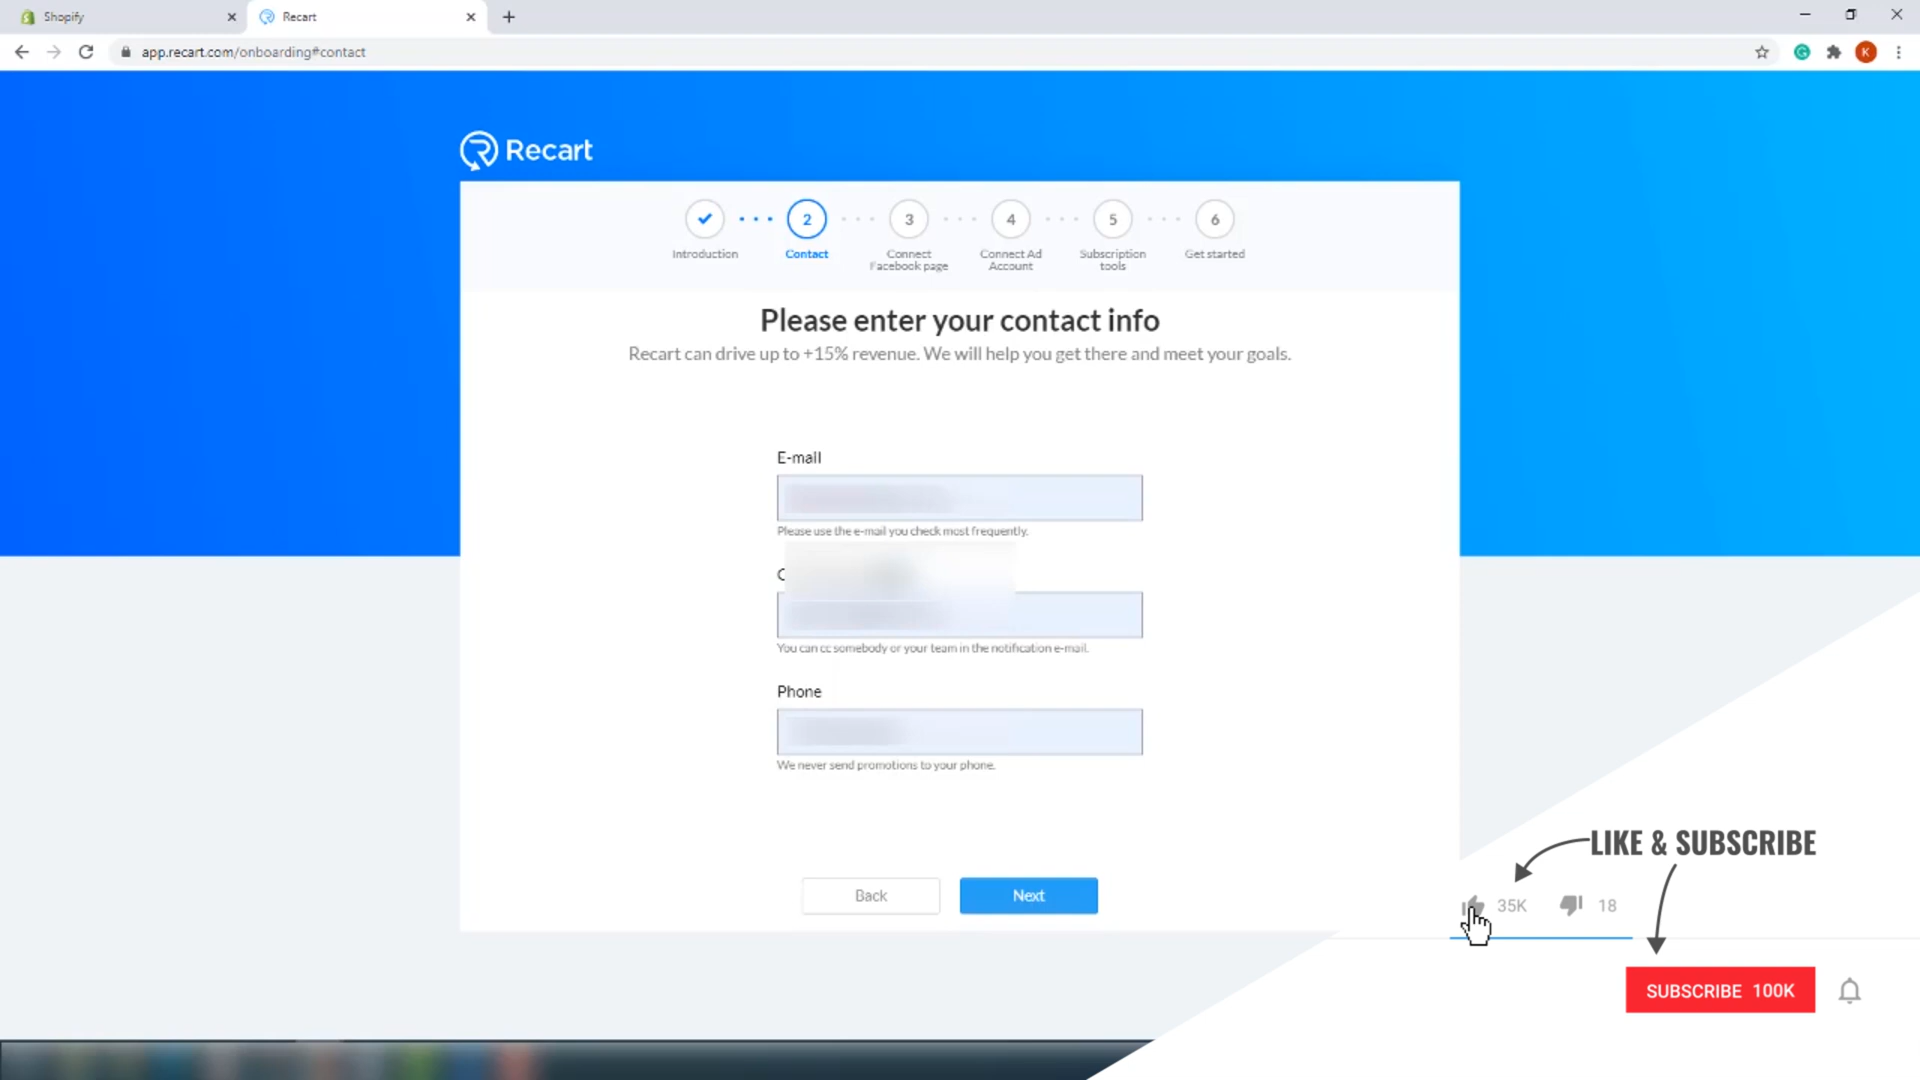 Shopify
Recart
app.recart.com/onboarding#contact
K
Recart
2 3 4 5 6
Introduction
Contact
Connect
Facebook page
Connect Ad
Account
Subscription
tools
Get started
Please enter your contact info
Recart can drive up to +15% revenue. We will help you get there and meet your goals.
E-mail
Please use the e-mail you check most frequently.
You can cc somebody or your team in the notification e-mail.
Phone
We never send promotions to your phone.
Back
Next
LIKE & SUBSCRIBE
35K
18
SUBSCRIBE 100K